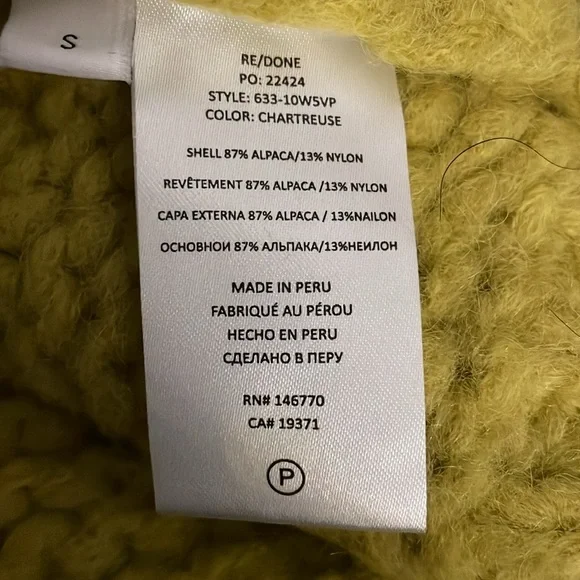 S
RE/DONE
PO: 22424
STYLE: 633-10W5VP
COLOR: CHARTREUSE
SHELL 87% ALPACA/13% NYLON
REVÊTEMENT 87% ALPACA /13% NYLON
CAPA EXTERNA 87% ALPACA / 13%NAILON
ОСНОВНОЙ 87% АЛЬПАКА/13%НЕИЛОН
MADE IN PERU
FABRIQUÉ AU PÉROU
HECHO EN PERU
СДЕЛАНО В ПЕРУ
RN# 146770
CA# 19371
P